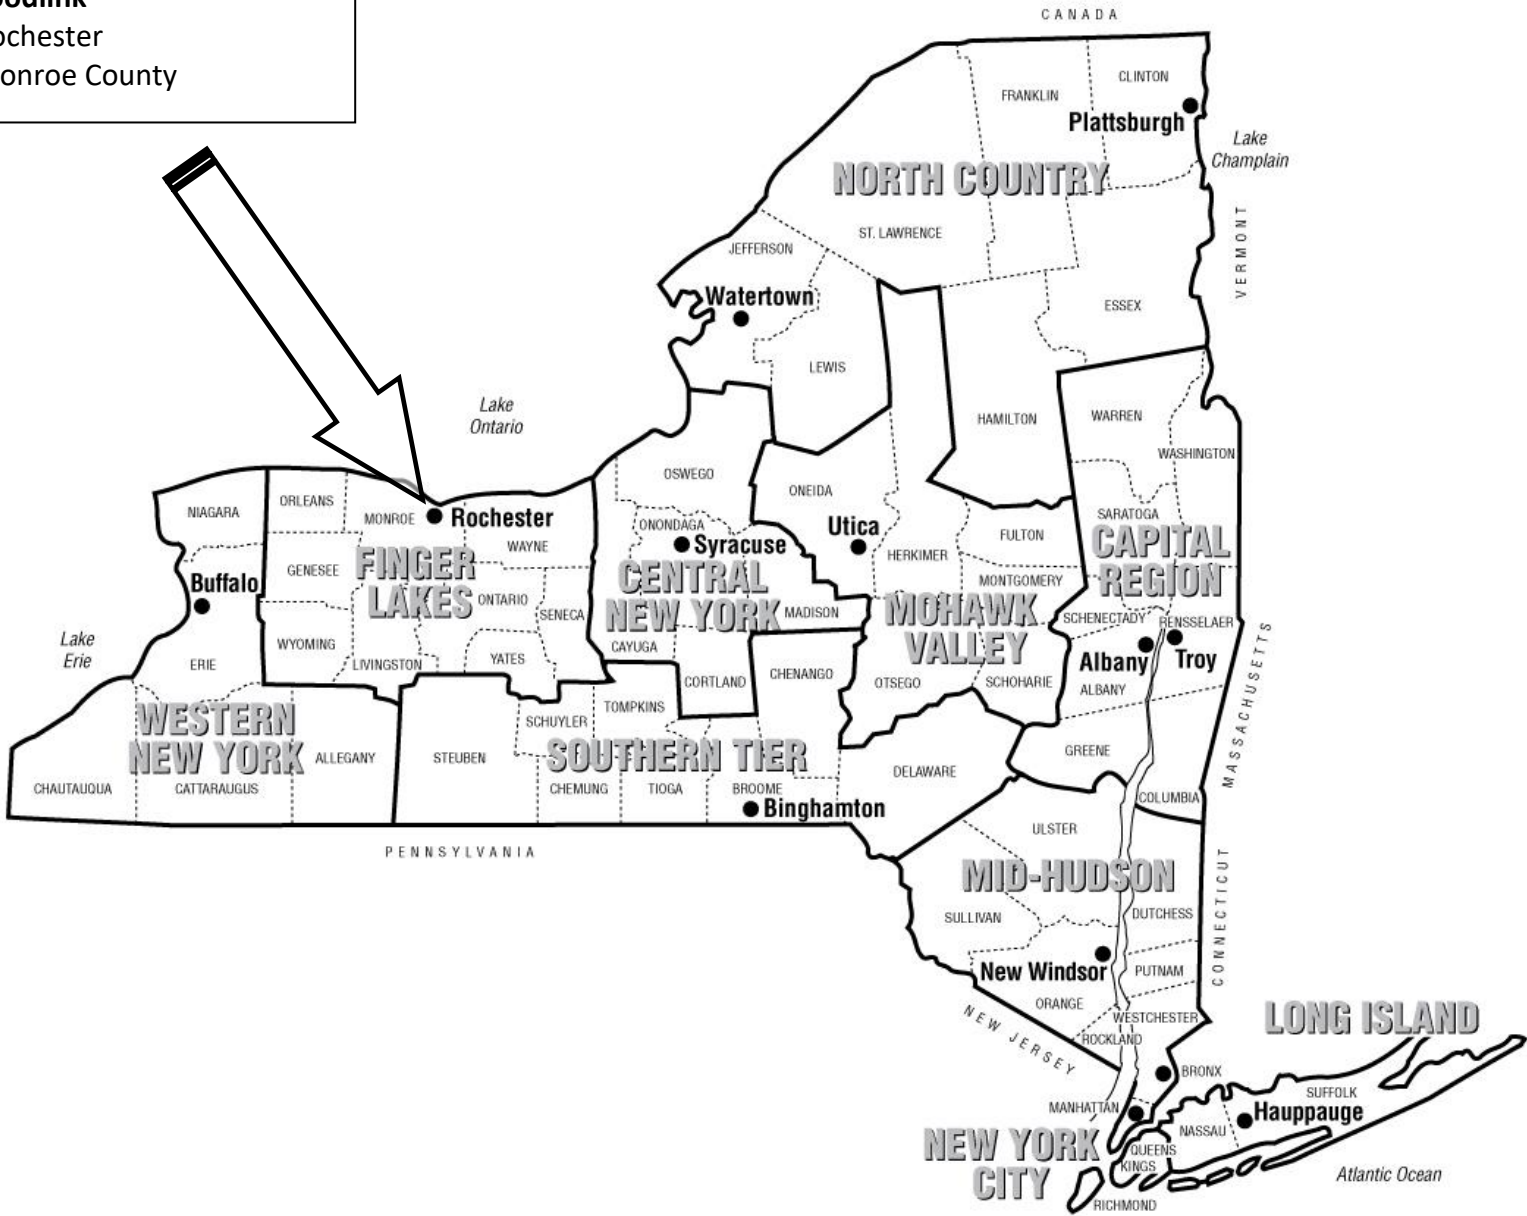 ochester
onroe County
CANADA
CLINTON
FRANKLIN
Plattsburgh
Lake
Champlain
NORTH COUNTRY
VERMONT
ST. LAWRENCE
JEFFERSON
Watertown
ESSEX
LEWIS
Lake
Ontario
HAMILTON
WARREN
WASHINGTON
OSWEGO
ONEIDA
NIAGARA
ORLEANS
MONROE
Rochester
WAYNE
ONONDAGA
Syracuse
Utica
HERKIMER
FULTON
SARATOGA
CAPITAL
REGION
Buffalo
GENESEE
FINGER
LAKES
ONTARIO
SENECA
CENTRAL
NEW YORK
MADISON
MONTGOMERY
MOHAWK
VALLEY
SCHENECTADY
RENSSELAER
Lake
Erie
ERIE
WYOMING
LIVINGSTON
YATES
CAYUGA
CORTLAND
CHENANGO
OTSEGO
SCHOHARIE
Albany
Troy
ALBANY
MASSACHUSETTS
WESTERN
NEW YORK
CHAUTAUQUA
CATTARAUGUS
ALLEGANY
STEUBEN
SCHUYLER
TOMPKINS
SOUTHERN TIER
CHEMUNG
TIOGA
BROOME
Binghamton
DELAWARE
GREENE
COLUMBIA
PENNSYLVANIA
ULSTER
MID-HUDSON
SULLIVAN
DUTCHESS
CONNECTICUT
New Windsor
PUTNAM
ORANGE
WESTCHESTER
ROCKLAND
NEW JERSEY
LONG ISLAND
BRONX
MANHATTAN
SUFFOLK
Hauppauge
NASSAU
NEW YORK
CITY
QUEENS
KINGS
RICHMOND
Atlantic Ocean